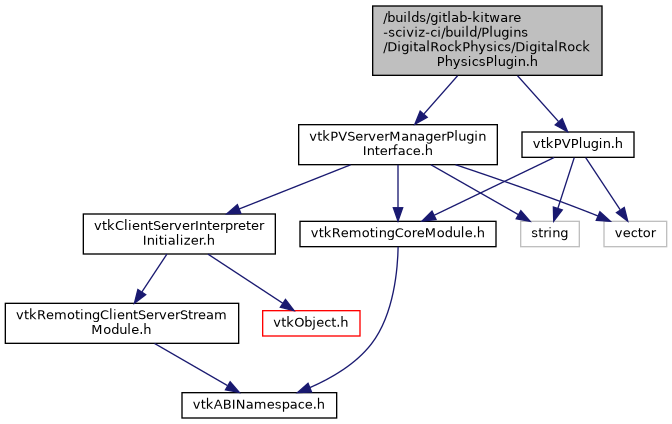 /builds/gitlab-kitware
-sciviz-ci/build/Plugins
/DigitalRockPhysics/DigitalRock
PhysicsPlugin.h
vtkPVServerManagerPlugin
Interface.h
vtkPVPlugin.h
vtkClientServerInterpreter
Initializer.h
vtkRemotingCoreModule.h
string
vector
vtkRemotingClientServerStream
Module.h
vtkObject.h
vtkABINamespace.h